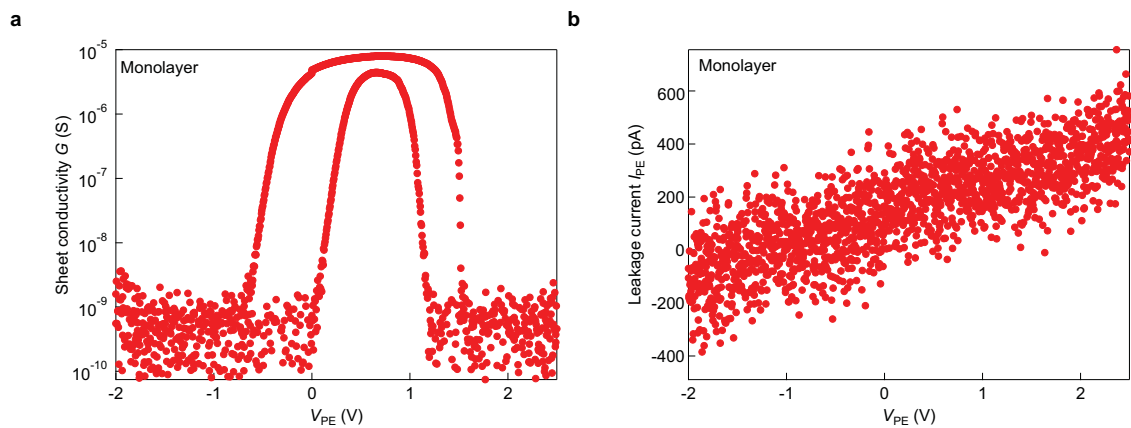 a
Monolayer
Sheet conductivity G (S)
10⁻⁵
10⁻⁶
10⁻⁷
10⁻⁸
10⁻⁹
10⁻¹⁰
-2 -1 0 1 2
V_PE (V)
b
Monolayer
Leakage current I_PE (pA)
600
400
200
0
-200
-400
-2 -1 0 1 2
V_PE (V)